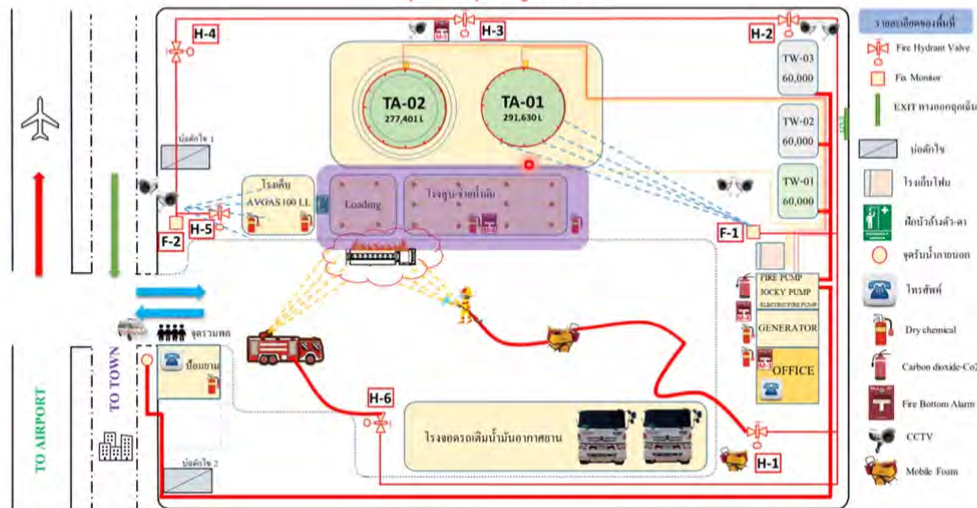 H-4
H-3
H-2
TA-02
277,401 L
TA-01
291,630 L
TW-03
60,000
TW-02
60,000
TW-01
60,000
EXIT
บ่อดักไข 1
โรงเก็บ
AVGAS 100 LL
Loading
โรงสูบ-จ่ายน้ำมัน
F-2
H-5
F-1
FIRE PUMP
JOCKY PUMP
ELECTRIC FIRE PUMP
GENERATOR
OFFICE
จุดรวมพล
ป้อมยาม
TO AIRPORT
TO TOWN
H-6
โรงจอดรถเติมน้ำมันอากาศยาน
H-1
บ่อดักไข 2
รายละเอียดของพื้นที่
Fire Hydrant Valve
Fix Monitor
EXIT ทางออกฉุกเฉิน
บ่อดักไข
โรงเก็บโฟม
ฝักบัวล้างตัว-ตา
จุดรับน้ำภายนอก
โทรศัพท์
Dry chemical
Carbon dioxide-Co2
Fire Bottom Alarm
CCTV
Mobile Foam